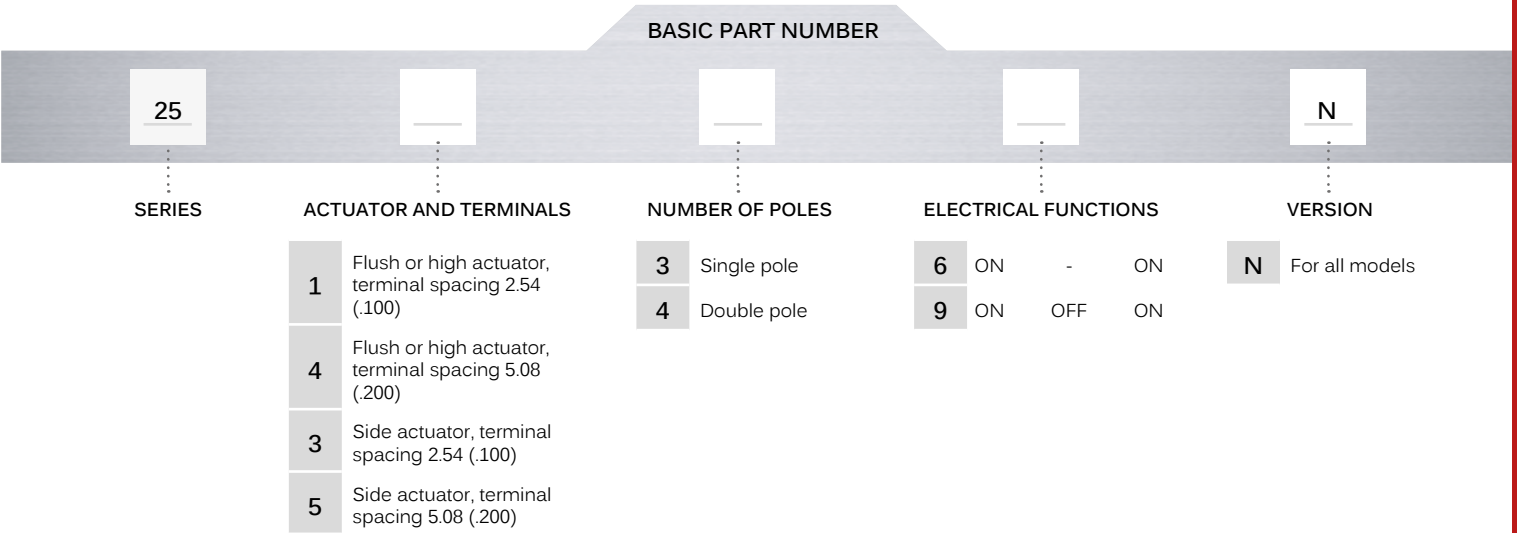 BASIC PART NUMBER
25
N
SERIES
ACTUATOR AND TERMINALS
NUMBER OF POLES
ELECTRICAL FUNCTIONS
VERSION
1
Flush or high actuator,
terminal spacing 2.54
(.100)
4
Flush or high actuator,
terminal spacing 5.08
(.200)
3
Side actuator, terminal
spacing 2.54 (.100)
5
Side actuator, terminal
spacing 5.08 (.200)
3 Single pole
4 Double pole
6 ON - ON
9 ON OFF ON
N For all models